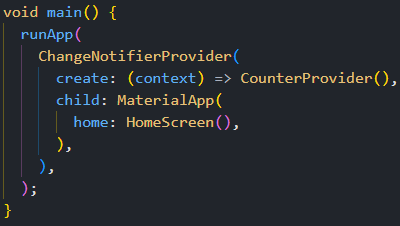 void main() {
  runApp(
    ChangeNotifierProvider(
      create: (context) => CounterProvider(),
      child: MaterialApp(
        home: HomeScreen(),
      ),
    ),
  );
}